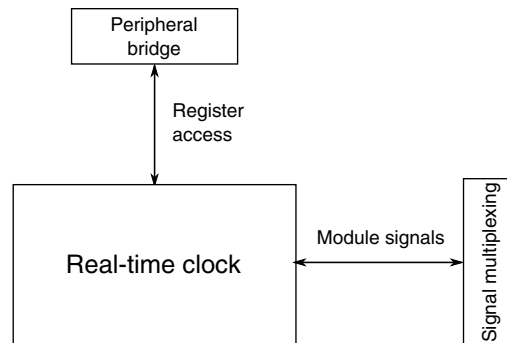 Peripheral
bridge
Register
access
Real-time clock
Module signals
Signal multiplexing